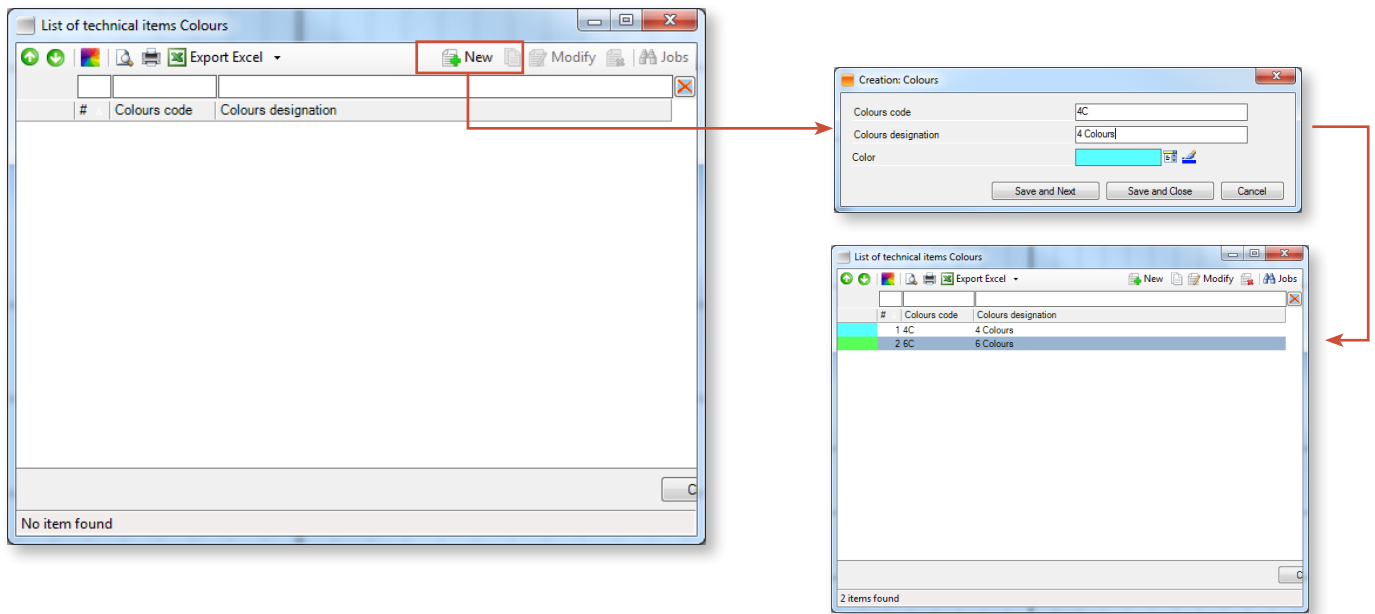 List of technical items Colours
Export Excel New Modify Jobs
# Colours code Colours designation
C
No item found
Creation: Colours
Colours code 4C
Colours designation 4 Colours
Color
Save and Next Save and Close Cancel
List of technical items Colours
Export Excel New Modify Jobs
# Colours code Colours designation
1 4C 4 Colours
2 6C 6 Colours
C
2 items found